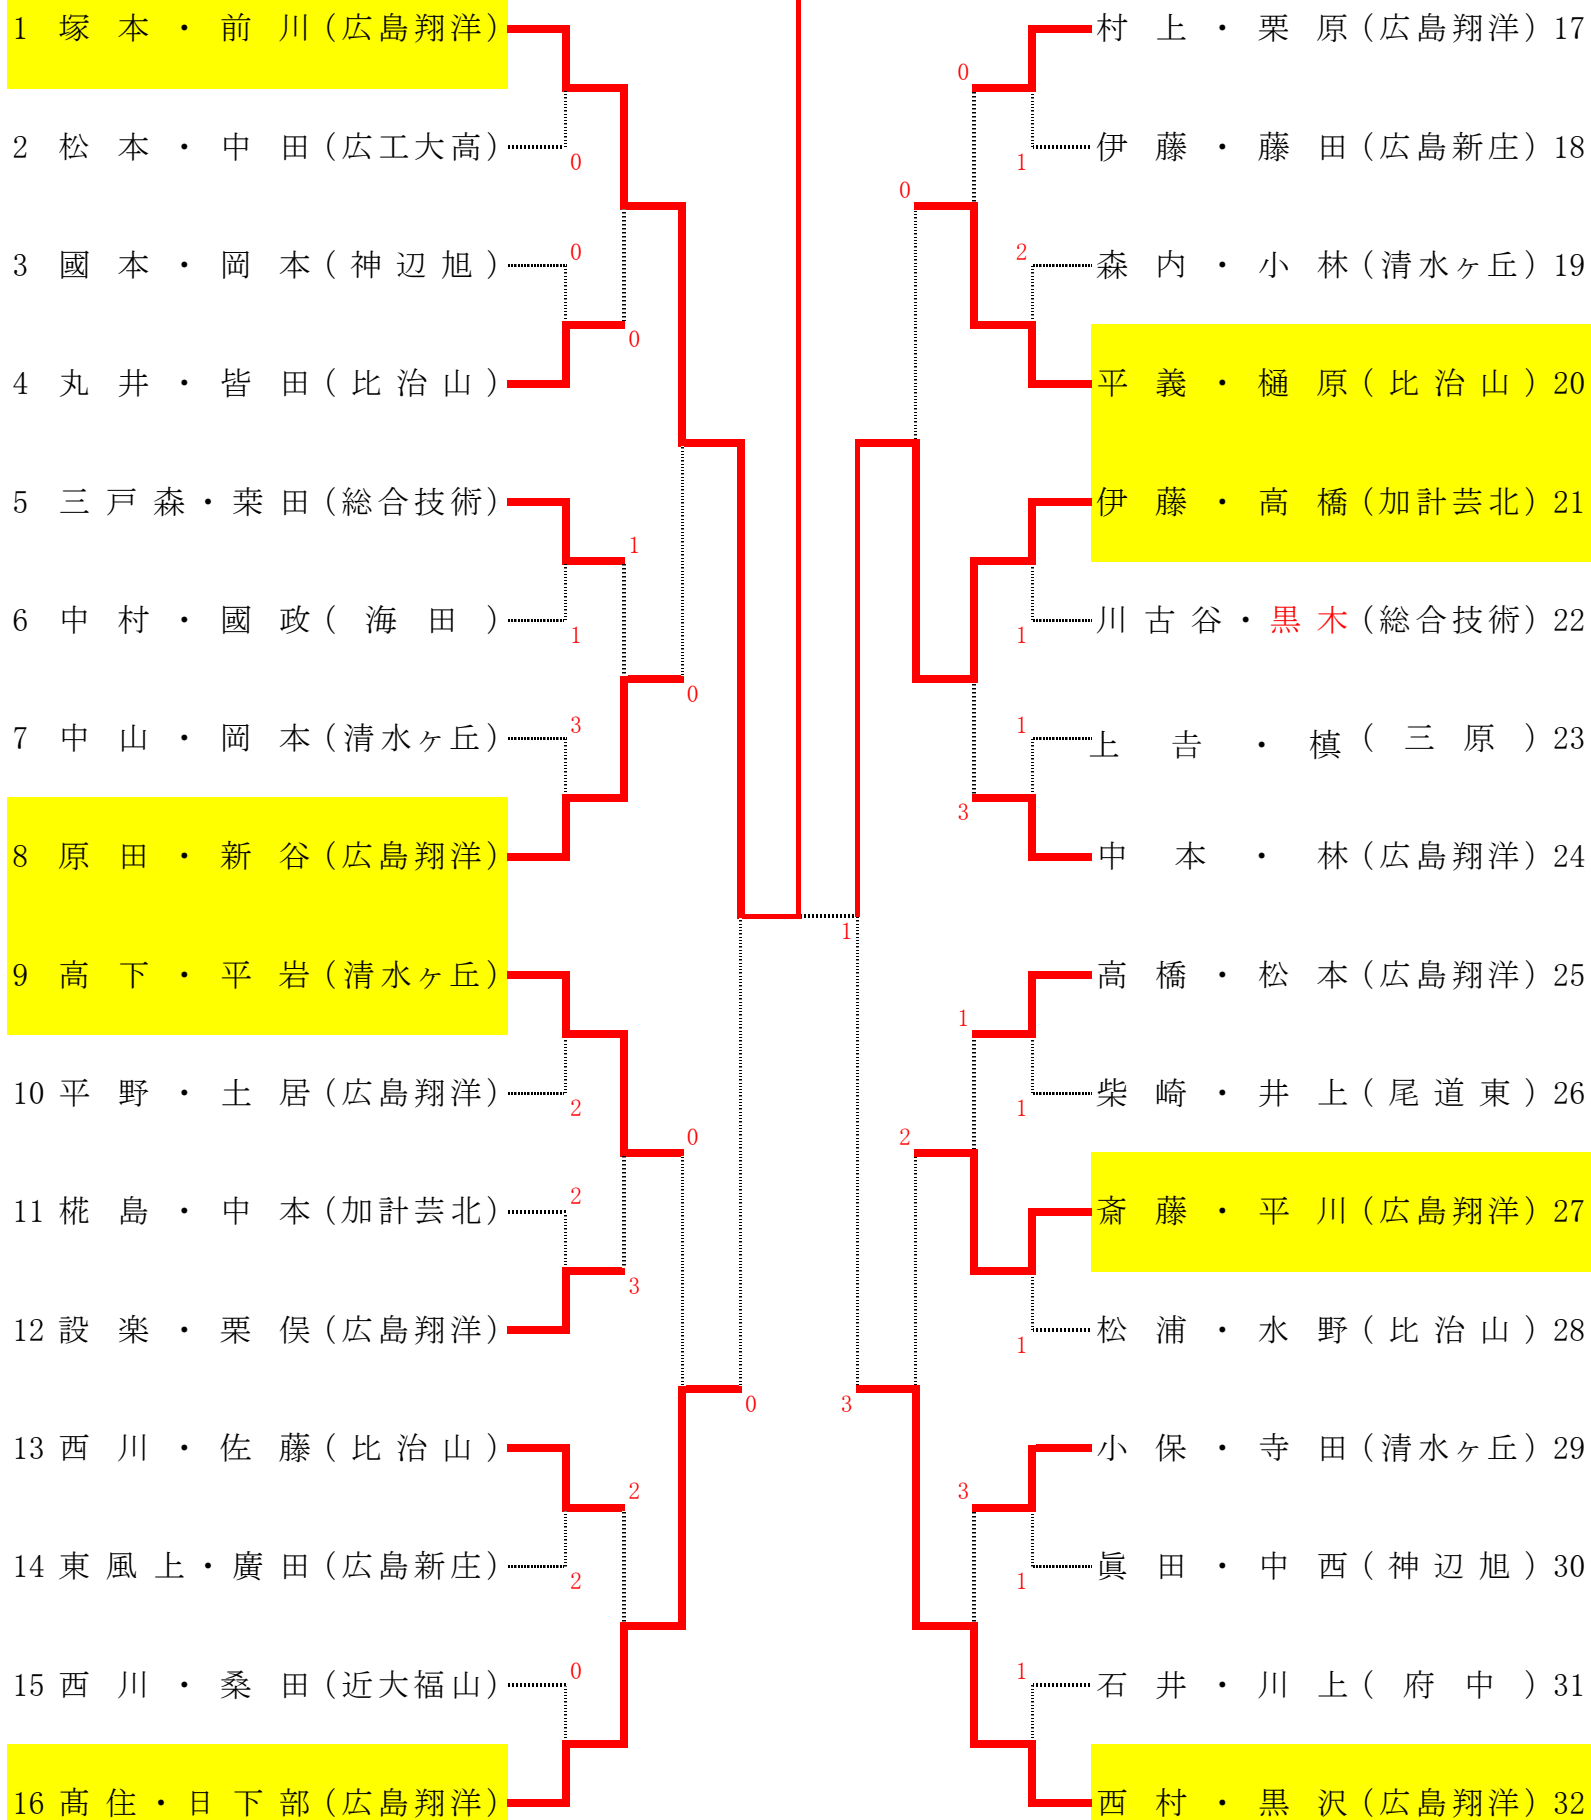 1 塚本・前川(広島翔洋)
2 松本・中田(広工大高)
0
3 國本・岡本(神辺旭)
0
4 丸井・皆田(比治山)
0
5 三戸森・栞田(総合技術)
1
6 中村・國政(海田)
1
7 中山・岡本(清水ヶ丘)
3
0
8 原田・新谷(広島翔洋)
9 高下・平岩(清水ヶ丘)
10 平野・土居(広島翔洋)
2
0
11 椛島・中本(加計芸北)
2
3
12 設楽・栗俣(広島翔洋)
0
13 西川・佐藤(比治山)
2
14 東風上・廣田(広島新庄)
2
15 西川・桑田(近大福山)
0
16 髙住・日下部(広島翔洋)
村上・栗原(広島翔洋) 17
0
伊藤・藤田(広島新庄) 18
1
0
森内・小林(清水ヶ丘) 19
2
平義・樋原(比治山) 20
伊藤・高橋(加計芸北) 21
川古谷・黒木(総合技術) 22
1
上𠮷・槙(三原) 23
1
3
中本・林(広島翔洋) 24
1
高橋・松本(広島翔洋) 25
1
柴崎・井上(尾道東) 26
1
2
斎藤・平川(広島翔洋) 27
松浦・水野(比治山) 28
1
3
小保・寺田(清水ヶ丘) 29
3
眞田・中西(神辺旭) 30
1
石井・川上(府中) 31
1
西村・黒沢(広島翔洋) 32